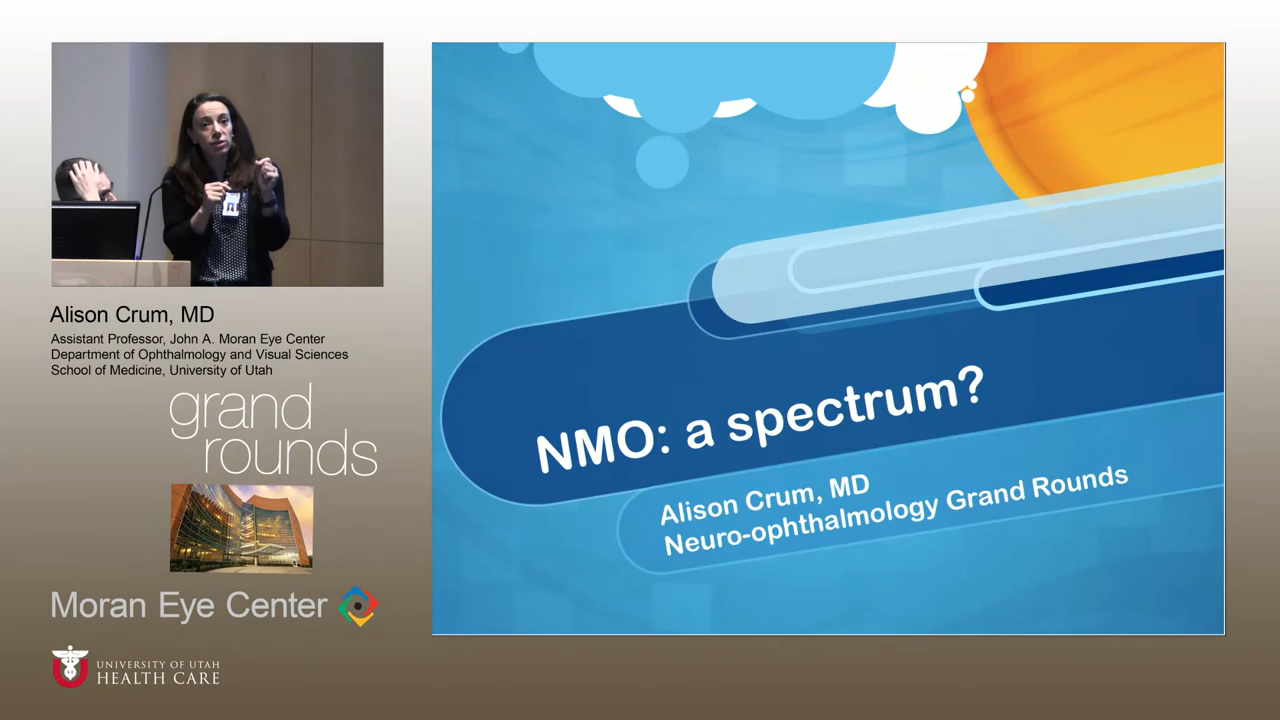 Alison Crum, MD
Assistant Professor, John A. Moran Eye Center
Department of Ophthalmology and Visual Sciences
School of Medicine, University of Utah
grand
rounds
Moran Eye Center
UNIVERSITY OF UTAH
HEALTH CARE
NMO: a spectrum?
Alison Crum, MD
Neuro-ophthalmology Grand Rounds